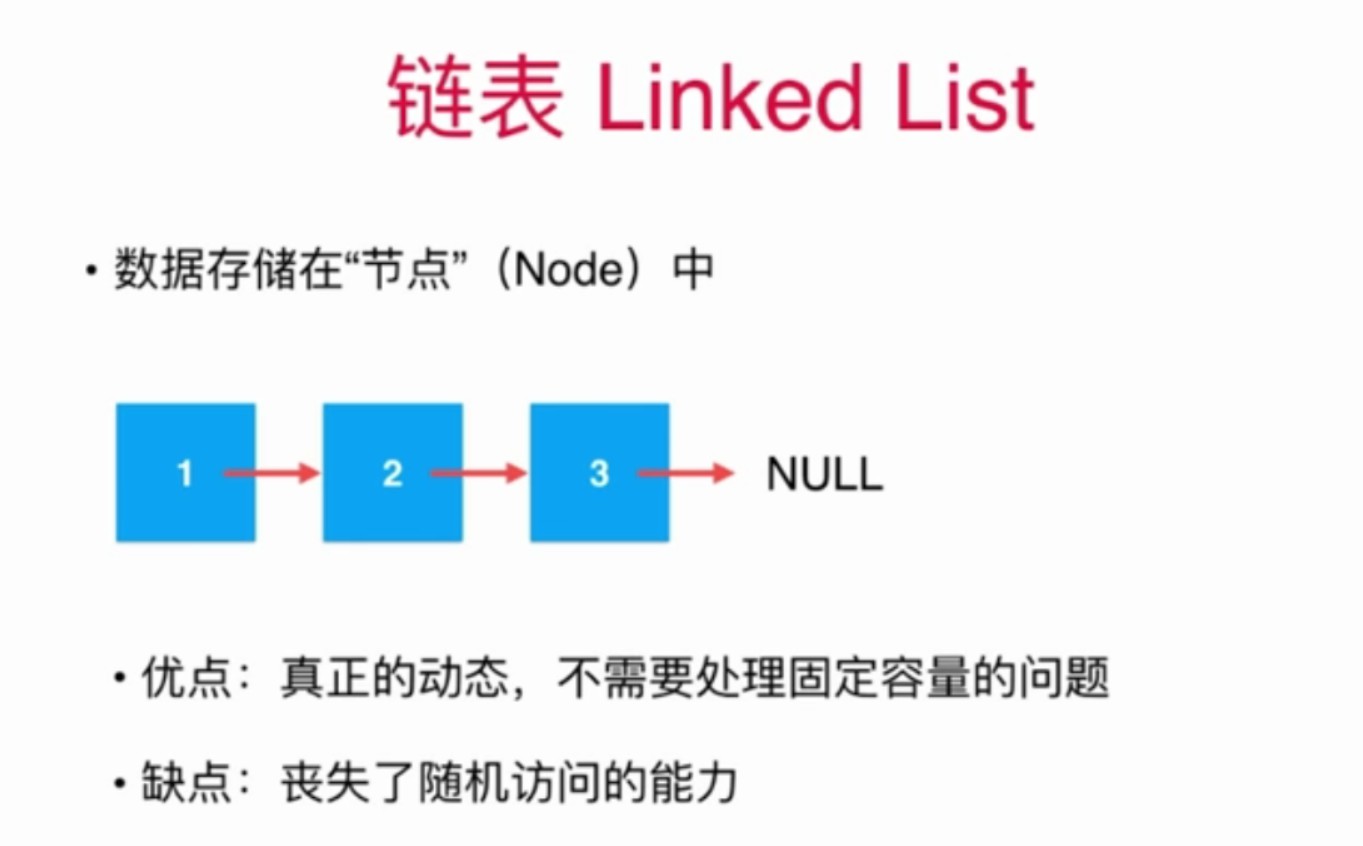 链表 Linked List
• 数据存储在“节点”（Node）中
1 2 3 NULL
• 优点：真正的动态，不需要处理固定容量的问题
• 缺点：丧失了随机访问的能力